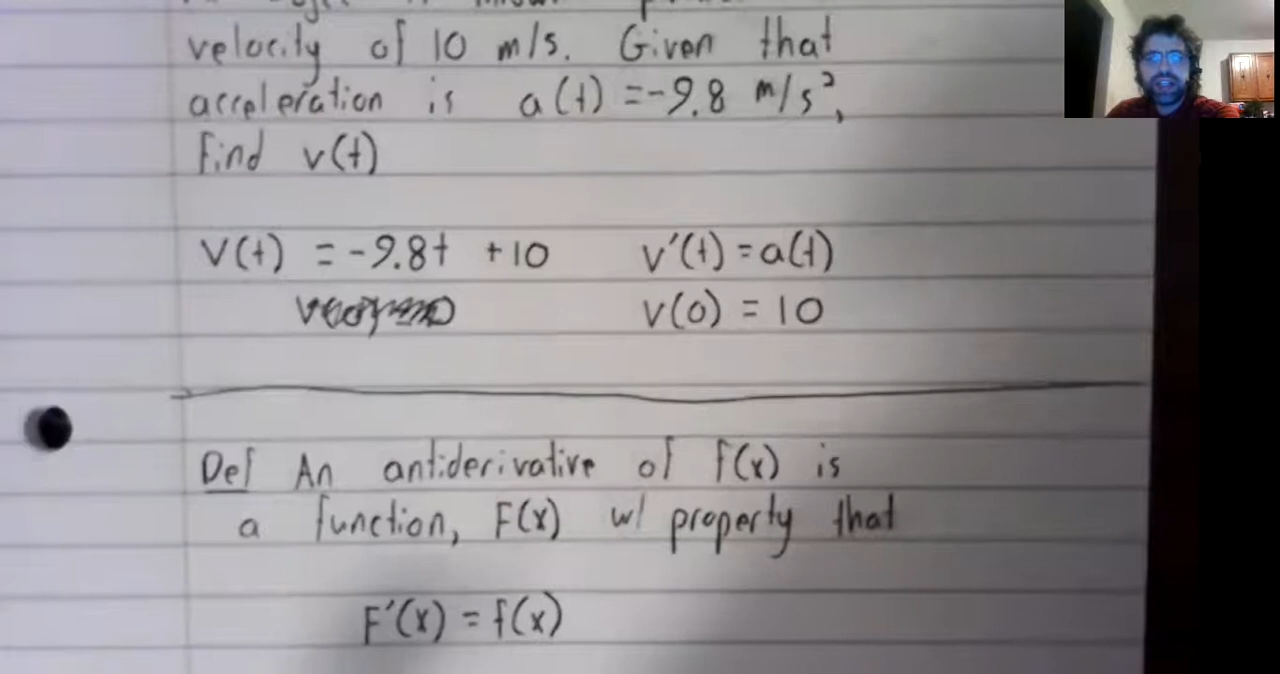 velocity of 10 m/s. Given that
acceleration is a(t) =-9.8 m/s²,
Find v(t)
v(t) = -9.8t +10 v'(t) = a(t)
v(0) = 10
Def An antiderivative of f(x) is
a function, F(x) w/ property that
F'(x) = f(x)